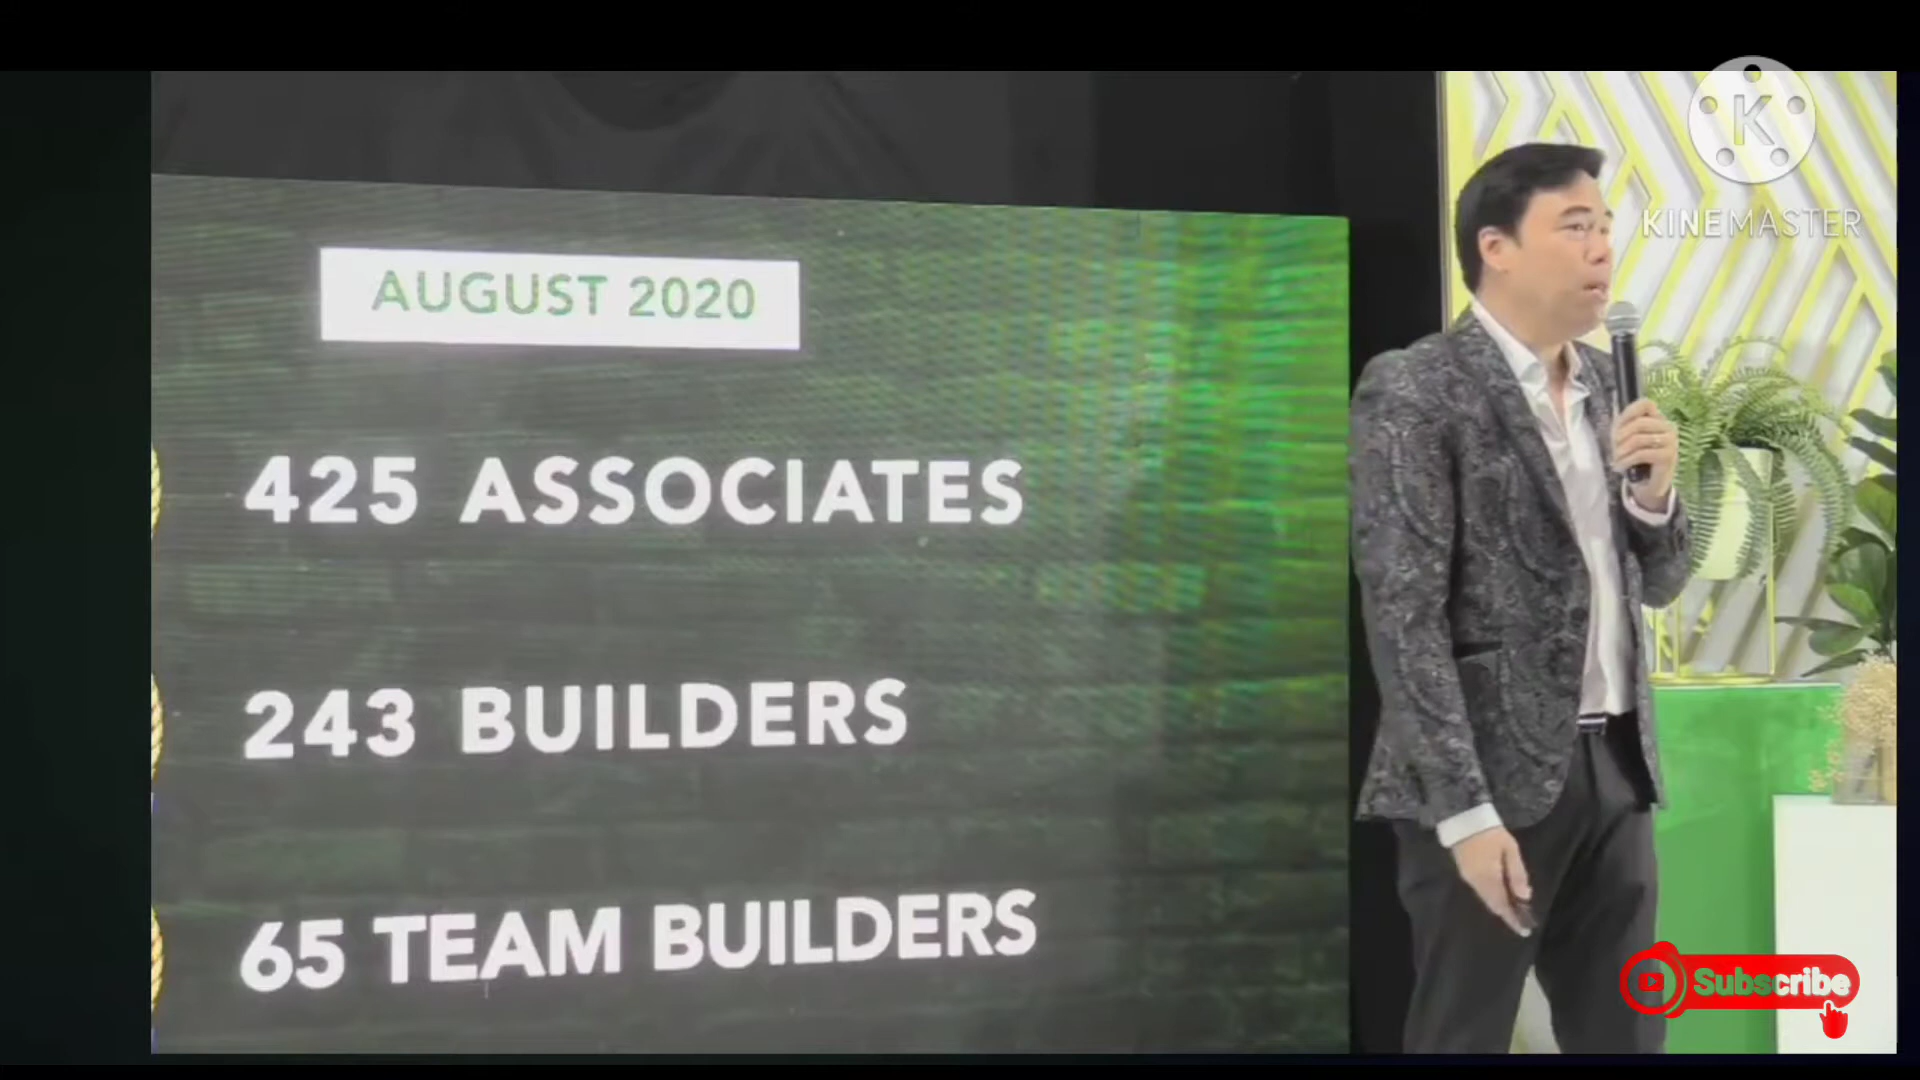 K
KINEMASTER
AUGUST 2020
425 ASSOCIATES
243 BUILDERS
65 TEAM BUILDERS
Subscribe